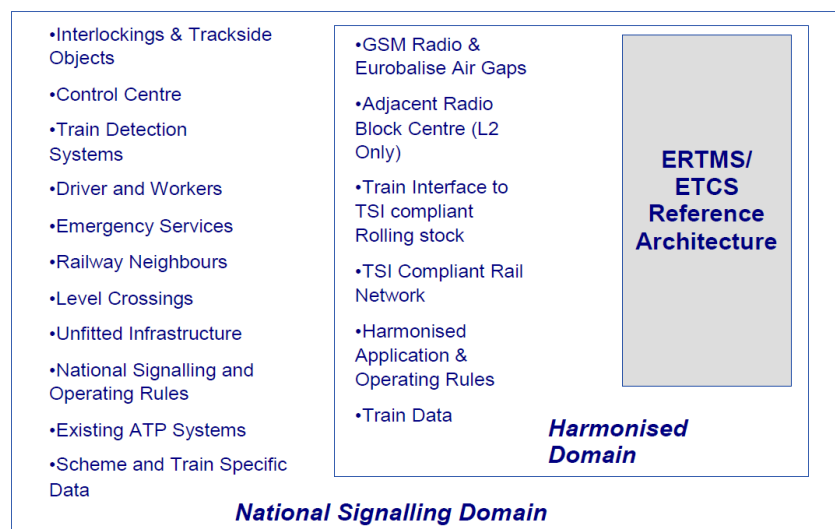 •Interlockings & Trackside
Objects
•Control Centre
•Train Detection
Systems
•Driver and Workers
•Emergency Services
•Railway Neighbours
•Level Crossings
•Unfitted Infrastructure
•National Signalling and
Operating Rules
•Existing ATP Systems
•Scheme and Train Specific
Data
•GSM Radio &
Eurobalise Air Gaps
•Adjacent Radio
Block Centre (L2
Only)
•Train Interface to
TSI compliant
Rolling stock
•TSI Compliant Rail
Network
•Harmonised
Application &
Operating Rules
•Train Data
ERTMS/
ETCS
Reference
Architecture
Harmonised
Domain
National Signalling Domain